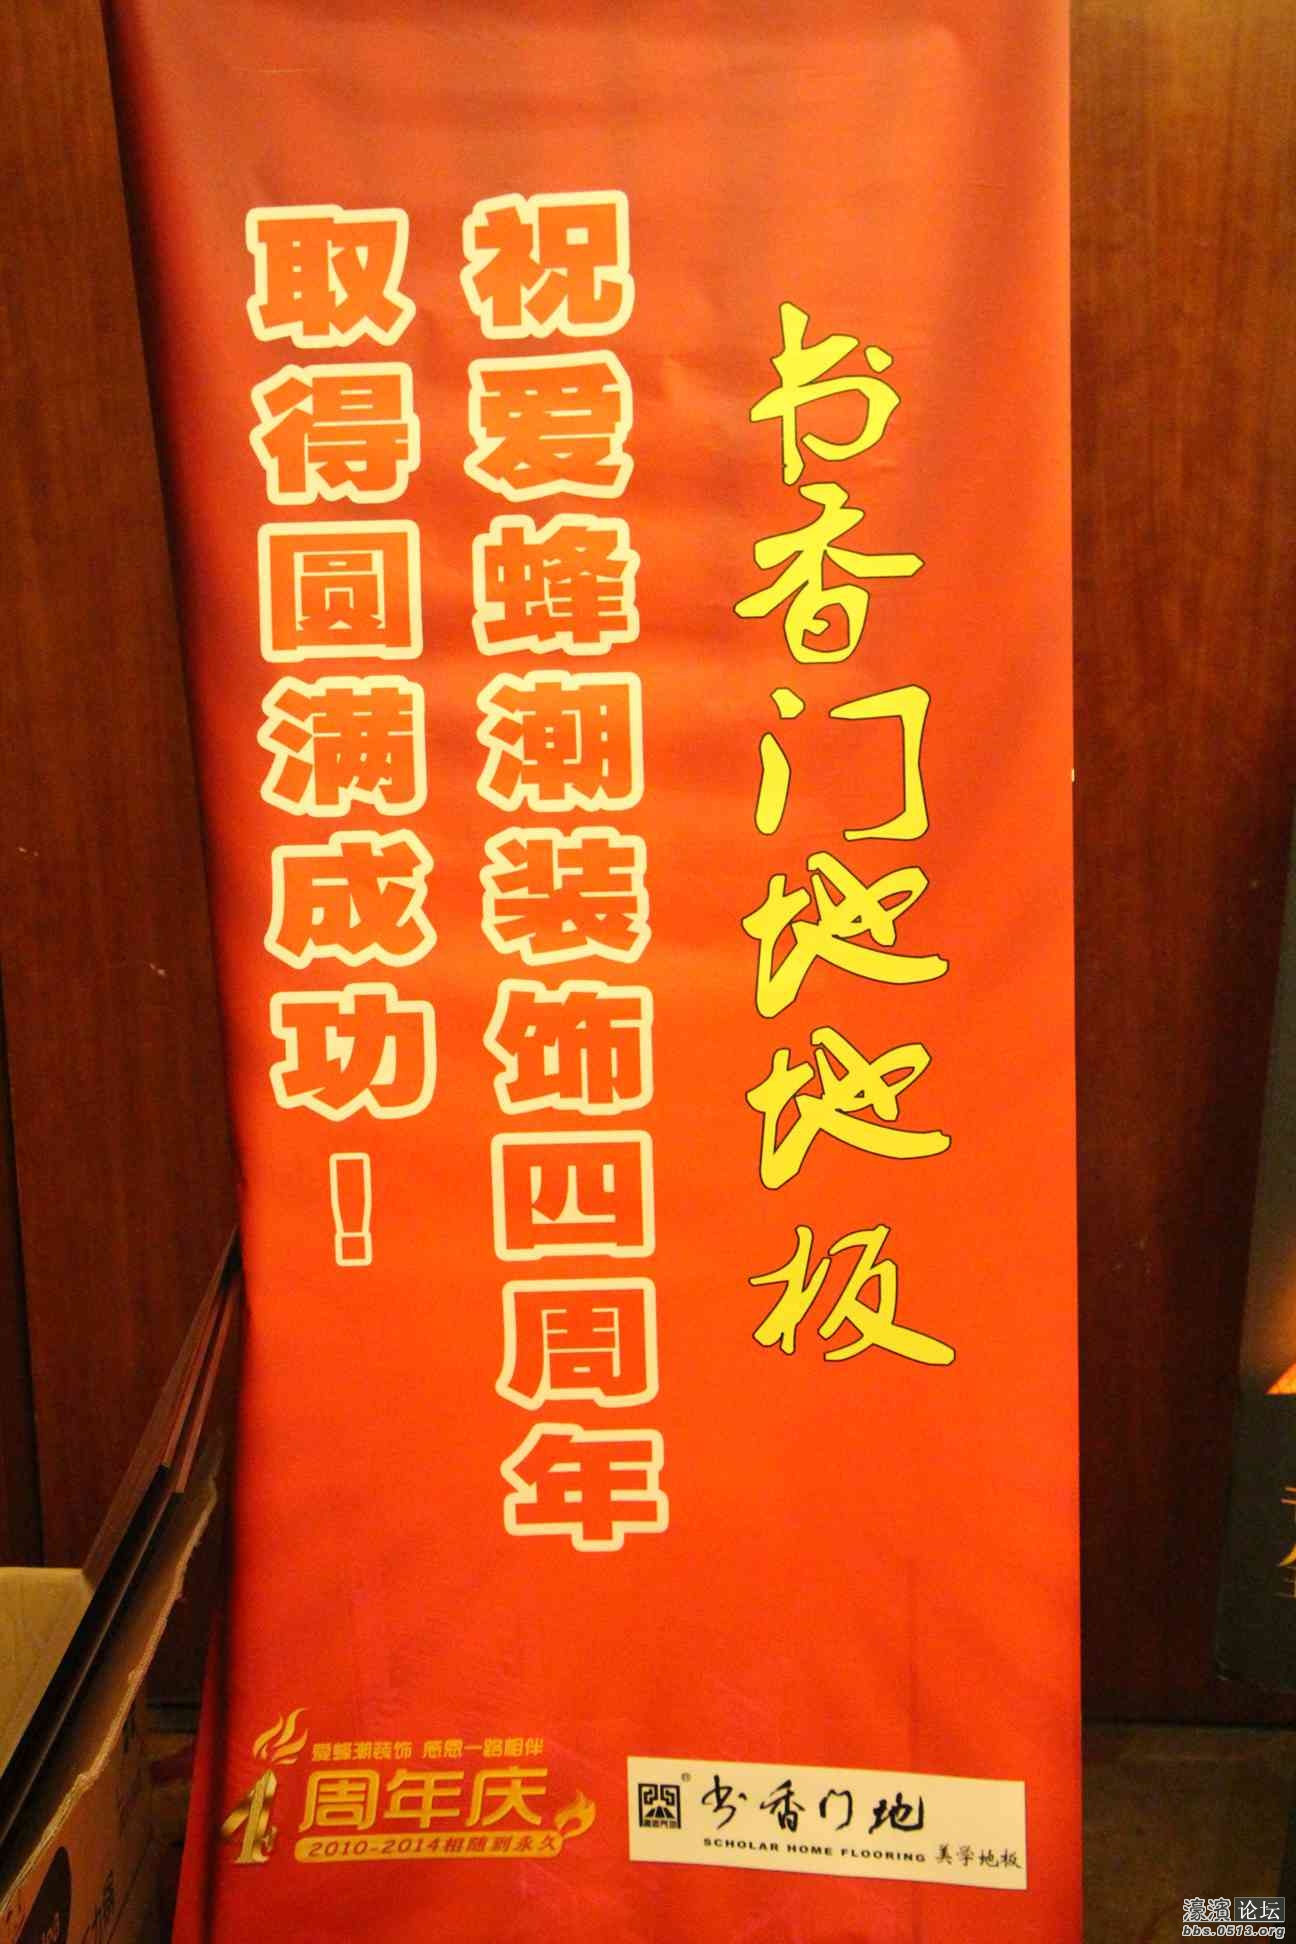 书香门地地板
祝爱蜂潮装饰四周年
取得圆满成功！
爱蜂潮装饰 感恩一路相伴
4周年庆
2010-2014相随到永久
书香门地
SCHOLAR HOME FLOORING 美学地板
濠滨论坛
bbs.0513.org